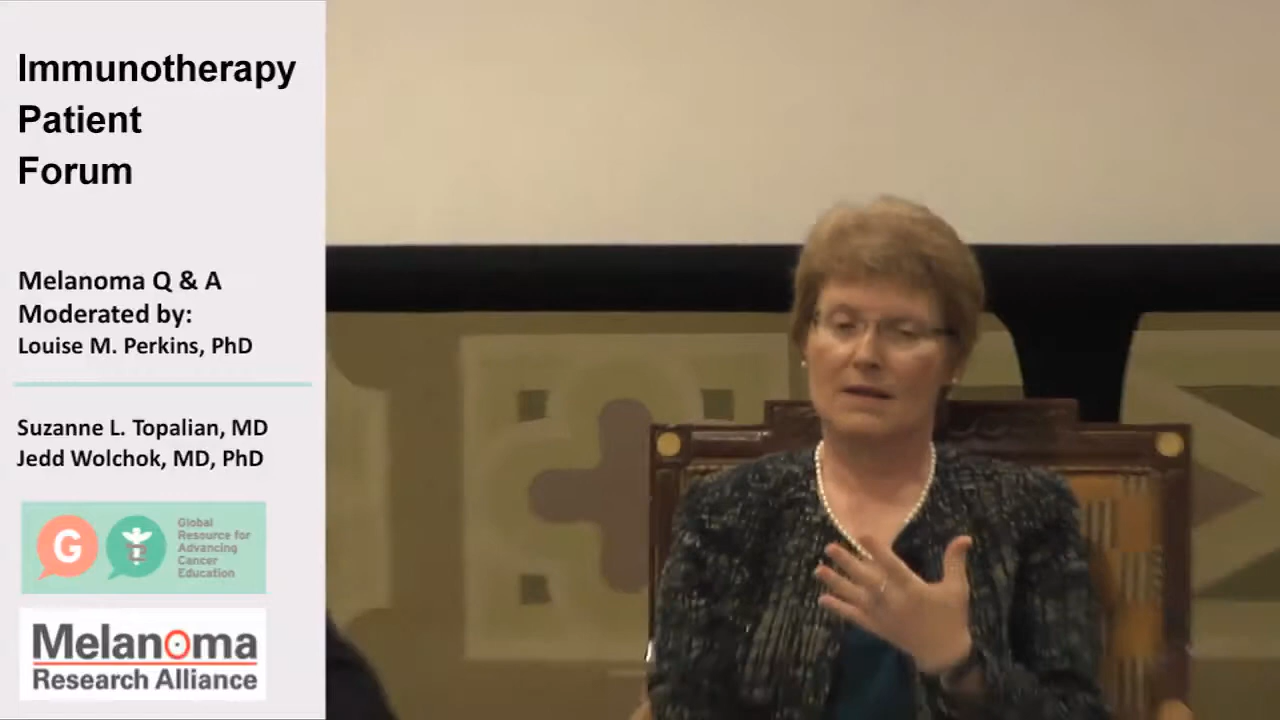 Immunotherapy
Patient
Forum
Melanoma Q & A
Moderated by:
Louise M. Perkins, PhD
Suzanne L. Topalian, MD
Jedd Wolchok, MD, PhD
G
Global
Resource for
Advancing
Cancer
Education
Melanoma
Research Alliance